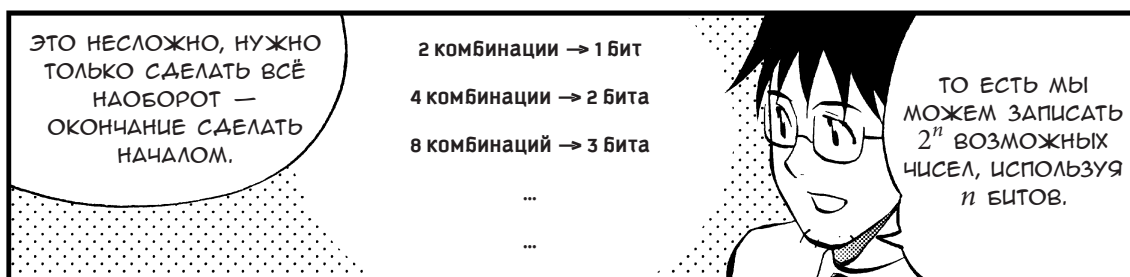 ЭТО НЕСЛОЖНО, НУЖНО
ТОЛЬКО СДЕЛАТЬ ВСЁ
НАОБОРОТ —
ОКОНЧАНИЕ СДЕЛАТЬ
НАЧАЛОМ.
2 комбинации → 1 бит
4 комбинации → 2 бита
8 комбинаций → 3 бита
...
...
ТО ЕСТЬ МЫ
МОЖЕМ ЗАПИСАТЬ
2ⁿ ВОЗМОЖНЫХ
ЧИСЕЛ, ИСПОЛЬЗУЯ
n БИТОВ.